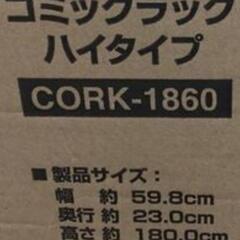 コミックラック
ハイタイプ
CORK-1860
■製品サイズ：
幅 約 59.8cm
奥行 約 23.0cm
高さ 約 180.0cm